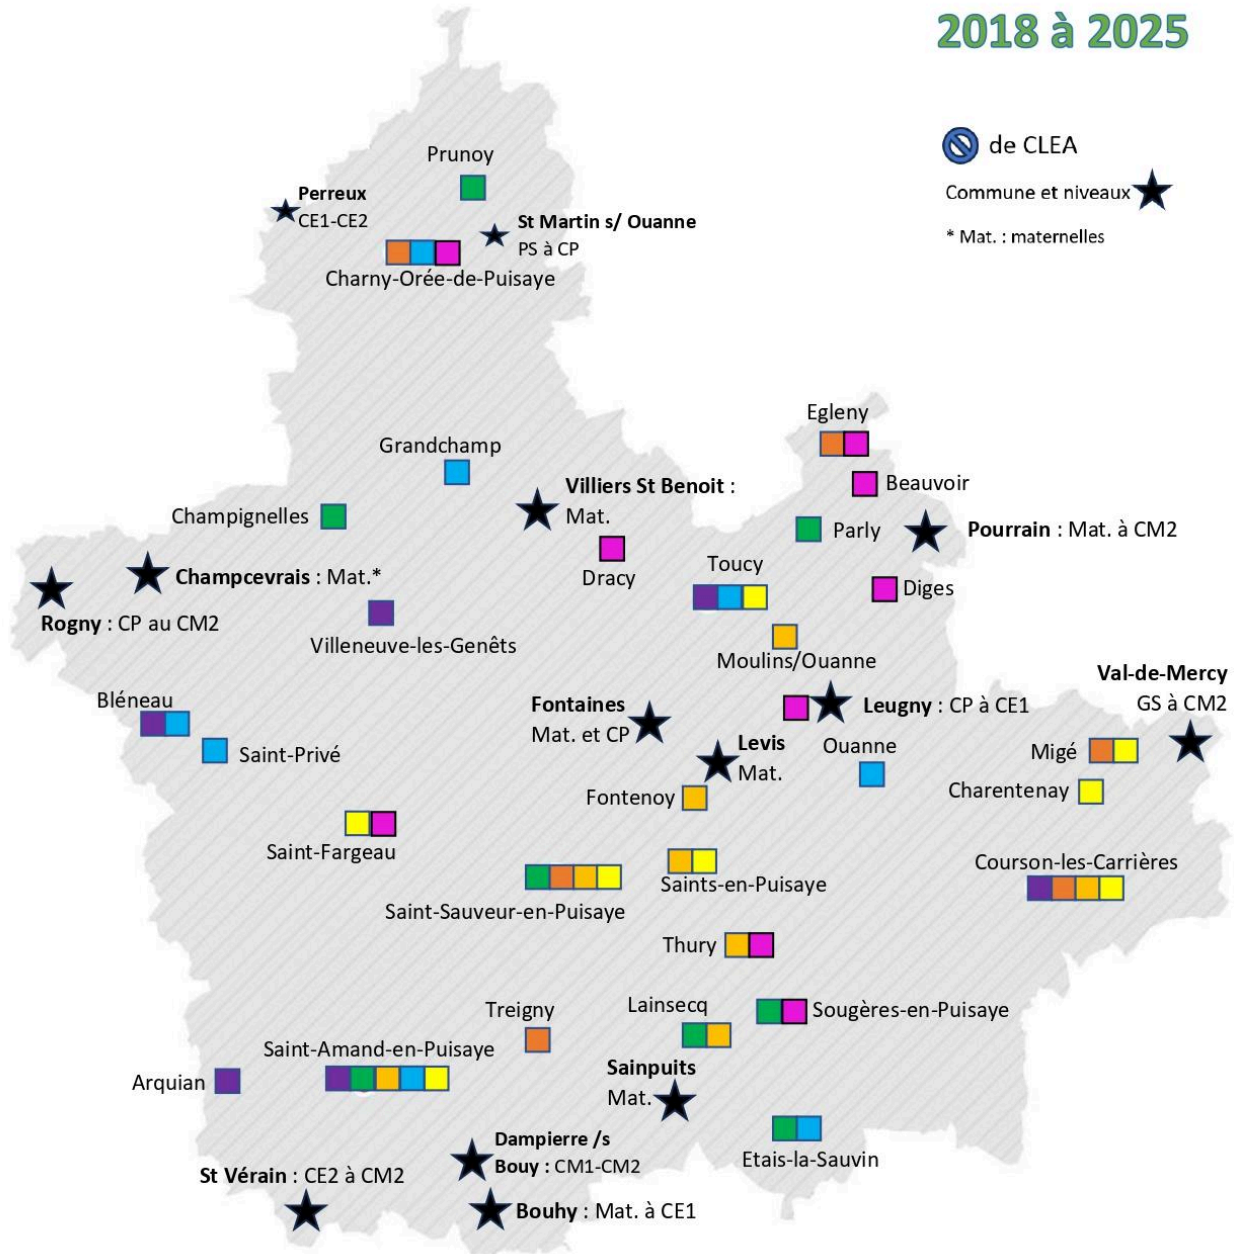 2018 à 2025
de CLEA
Commune et niveaux
* Mat. : maternelles
Prunoy
Perreux
CE1-CE2
St Martin s/ Ouanne
PS à CP
Charny-Orée-de-Puisaye
Egleny
Grandchamp
Beauvoir
Villiers St Benoit :
Mat.
Champignelles
Parly
Pourrain : Mat. à CM2
Dracy
Toucy
Champcevrais : Mat.*
Diges
Rogny : CP au CM2
Villeneuve-les-Genêts
Moulins/Ouanne
Val-de-Mercy
GS à CM2
Bléneau
Fontaines
Mat. et CP
Leugny : CP à CE1
Levis
Mat.
Ouanne
Migé
Saint-Privé
Charentenay
Fontenoy
Saint-Fargeau
Courson-les-Carrières
Saints-en-Puisaye
Saint-Sauveur-en-Puisaye
Thury
Lainsecq
Treigny
Sougères-en-Puisaye
Saint-Amand-en-Puisaye
Sainpuits
Mat.
Arquian
Dampierre /s
Bouy : CM1-CM2
Etais-la-Sauvin
St Vérain : CE2 à CM2
Bouhy : Mat. à CE1